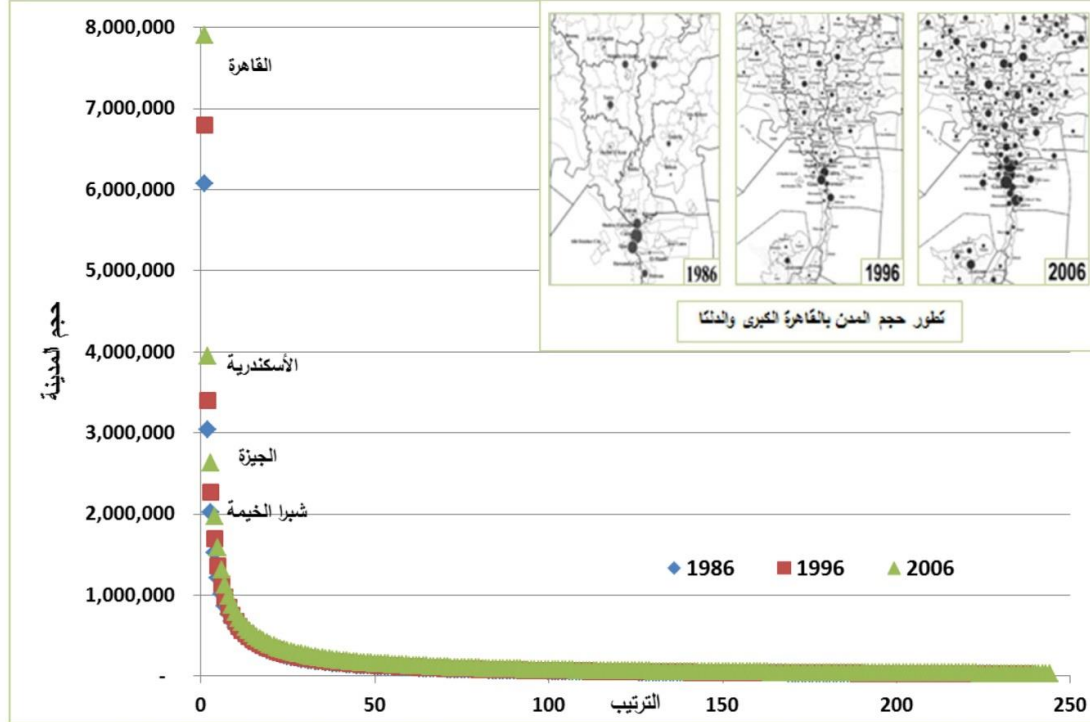 8,000,000
7,000,000
6,000,000
5,000,000
4,000,000
3,000,000
2,000,000
1,000,000
-
حجم المدينة
القاهرة
الأسكندرية
الجيزة
شبرا الخيمة
1986
1996
2006
تطور حجم المدن بالقاهرة الكبرى والدلتا
1986 1996 2006
0 50 100 150 200 250
الترتيب